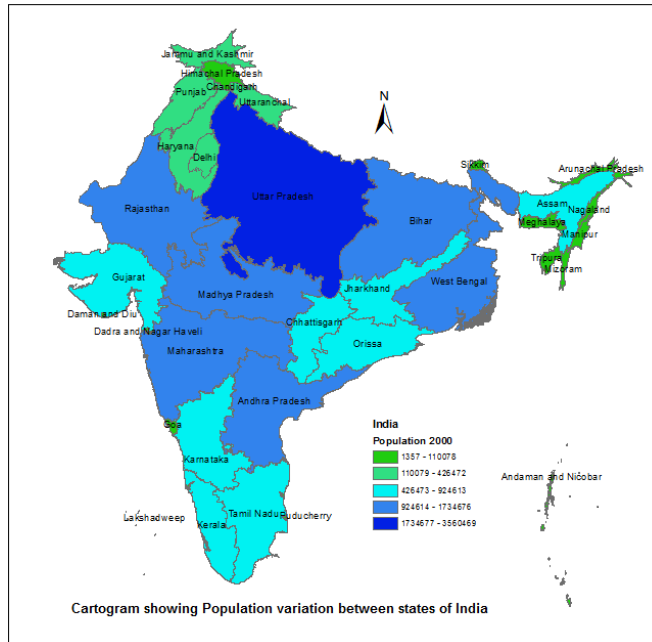 Jammu and Kashmir
Himachal Pradesh
Chandigarh
Punjab
Uttaranchal
N
Haryana
Delhi
Sikkim
Arunachal Pradesh
Uttar Pradesh
Rajasthan
Bihar
Assam
Nagaland
Meghalaya
Manipur
Tripura
Mizoram
Gujarat
Jharkhand
West Bengal
Madhya Pradesh
Daman and Diu
Chhattisgarh
Dadra and Nagar Haveli
Orissa
Maharashtra
Andhra Pradesh
Goa
Karnataka
India
Population 2000
1357 - 110078
110079 - 426472
426473 - 924613
924614 - 1734676
1734677 - 3560469
Andaman and Nicobar
Lakshadweep
Kerala
Tamil Nadu
Puducherry
Cartogram showing Population variation between states of India